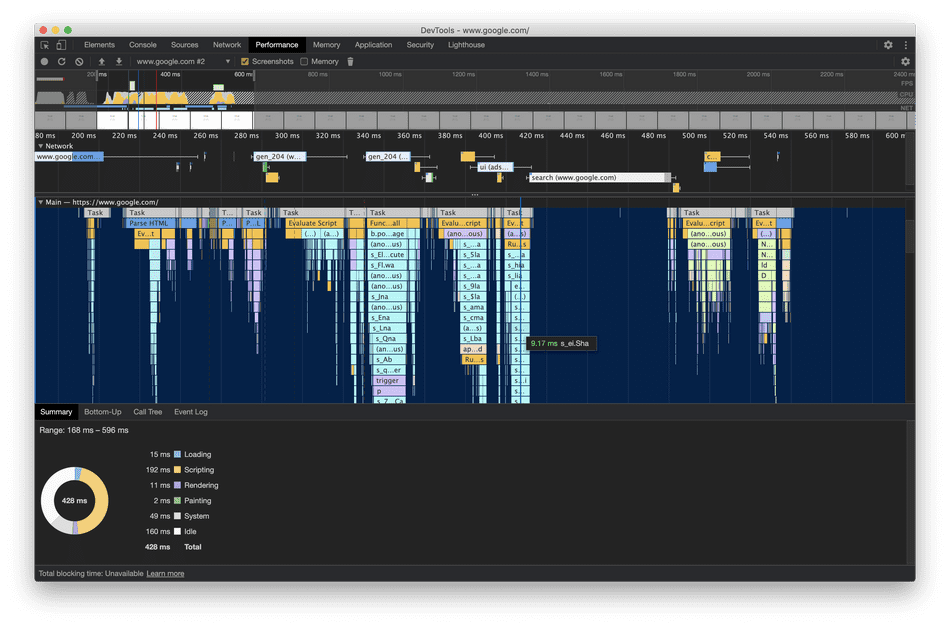 DevTools - www.google.com/
Elements Console Sources Network Performance Memory Application Security Lighthouse
www.google.com #2 Screenshots Memory
200 ms 400 ms 600 ms 800 ms 1000 ms 1200 ms 1400 ms 1600 ms 1800 ms 2000 ms 2200 ms 2400 ms
FPS
CPU
NET
80 ms 200 ms 220 ms 240 ms 260 ms 280 ms 300 ms 320 ms 340 ms 360 ms 380 ms 400 ms 420 ms 440 ms 460 ms 480 ms 500 ms 520 ms 540 ms 560 ms 580 ms 600 m
Network
www.google.com... gen_204 (w... gen_204 (... c...
ui (ads...
search (www.google.com)
Main — https://www.google.com/
Task Task T... Task Task T... Task Task Task Task Task
Parse HTML P... P...L Evaluate Script Func...all Evalu...cript Ev...t Evalu...cript Ev...t
Ev...t (...) (a...) b.po...age (ano...ous) (a...s) (ano...ous) (...)
(ano...us) s_...a Ru...s (ano...ous) N...
s_El...cute s_Sla s_...a N...
s_Fl.wa s_...a s_hia Id
(ano...us) s_...a s_lia D
(ano...us) s_9la e...
s_Jna s_$la (...)
(ano...us) s_ama s...
s_Ena s_cma s...
s_Lna (a...s) s...
s_Qna s_Lba s...
9.17 ms s_ei.Sha
(an...us) ap...d s...
s_Ab Ru...s s...
s_q...er s...
trigger s...i
p s...
s_7...Ca s...
Summary Bottom-Up Call Tree Event Log
Range: 168 ms – 596 ms
15 ms Loading
192 ms Scripting
11 ms Rendering
428 ms
2 ms Painting
49 ms System
160 ms Idle
428 ms Total
Total blocking time: Unavailable Learn more